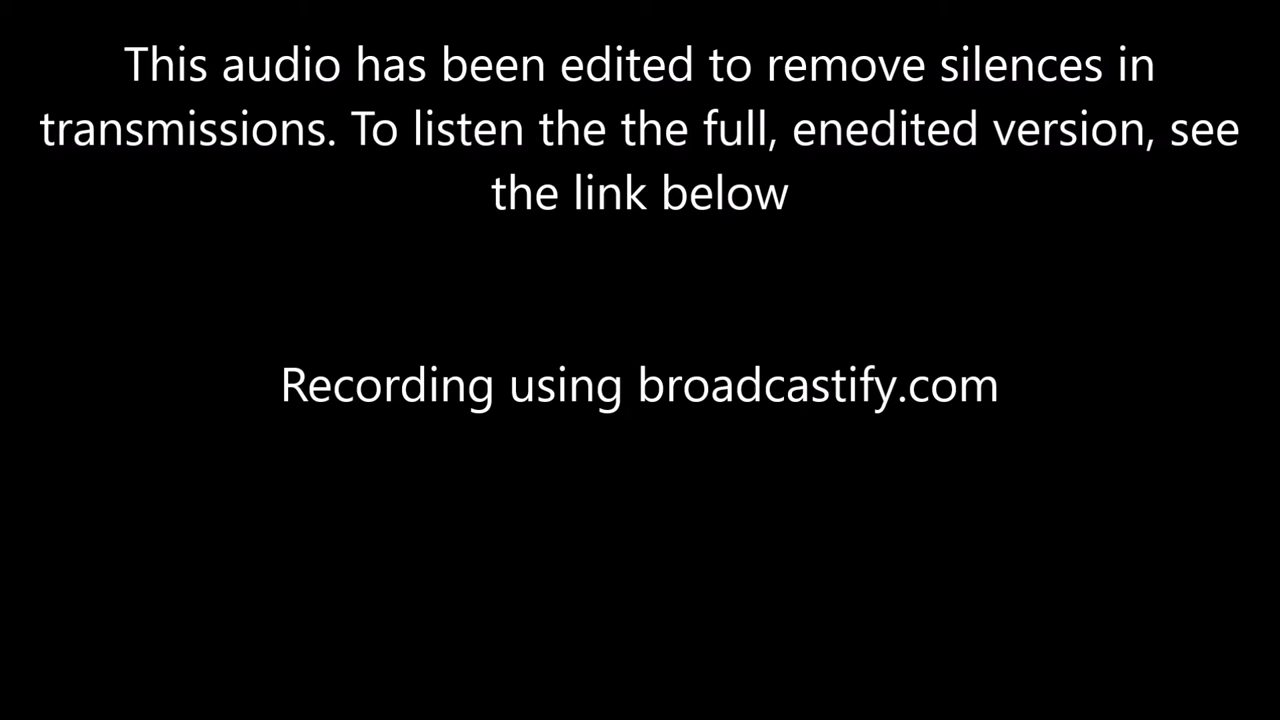 This audio has been edited to remove silences in
transmissions. To listen the the full, enedited version, see
the link below
Recording using broadcastify.com